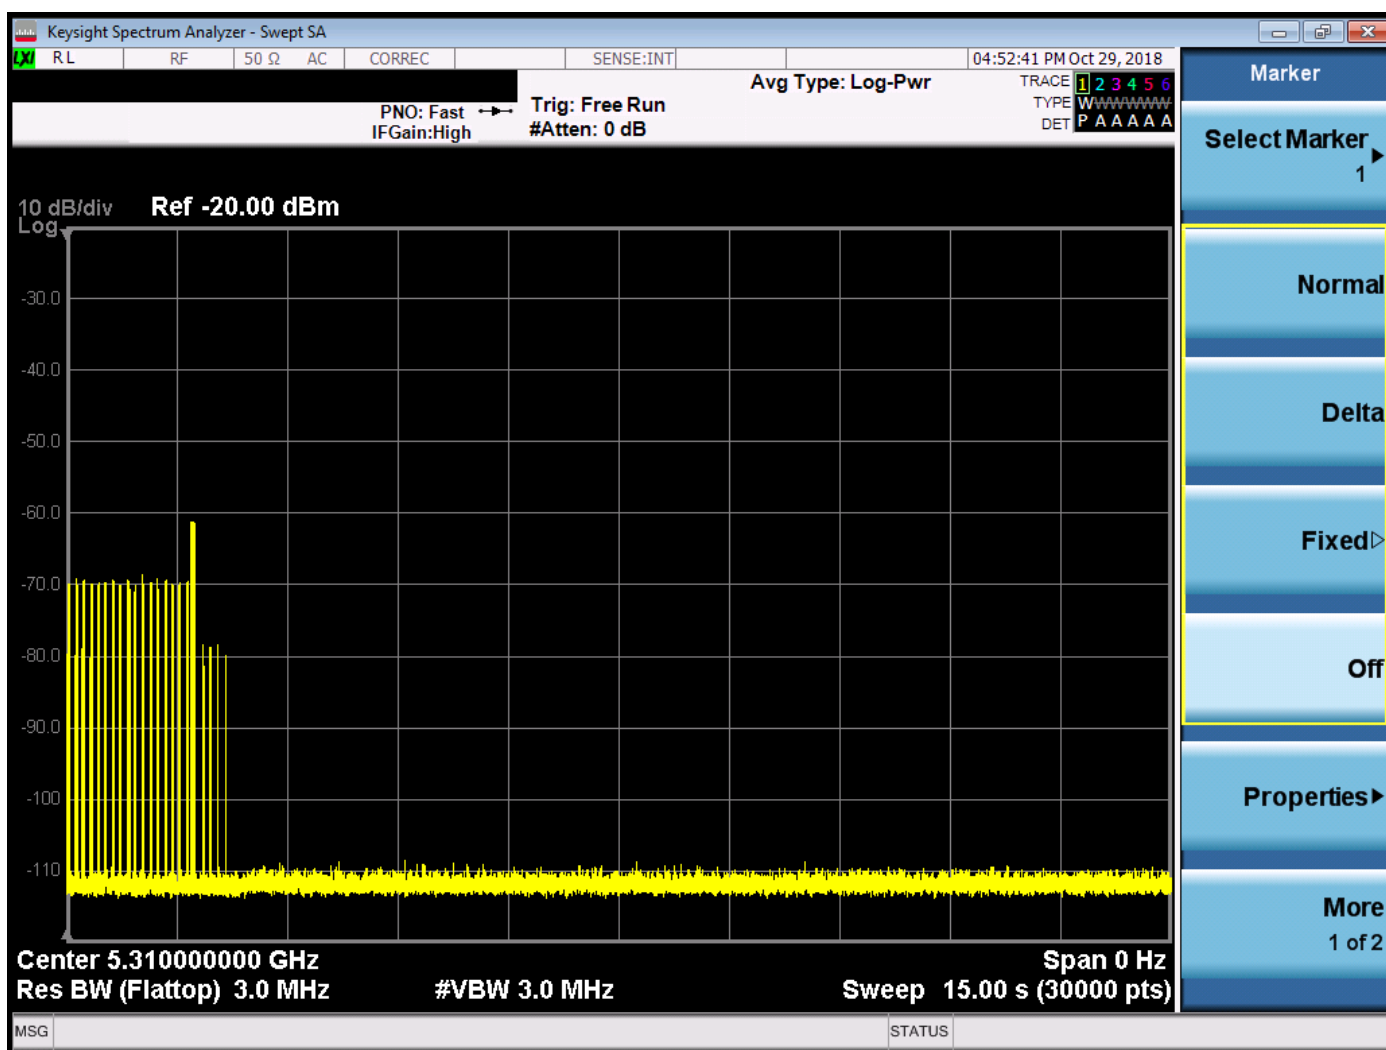 Keysight Spectrum Analyzer - Swept SA
LXI RL RF 50 Ω AC CORREC SENSE:INT 04:52:41 PM Oct 29, 2018
Avg Type: Log-Pwr
TRACE 1 2 3 4 5 6
PNO: Fast
Trig: Free Run
TYPE WWWWWW
IFGain:High
#Atten: 0 dB
DET P A A A A A
10 dB/div Ref -20.00 dBm
Log
-30.0
-40.0
-50.0
-60.0
-70.0
-80.0
-90.0
-100
-110
Center 5.310000000 GHz Span 0 Hz
Res BW (Flattop) 3.0 MHz #VBW 3.0 MHz Sweep 15.00 s (30000 pts)
MSG STATUS
Marker
Select Marker
1
Normal
Delta
Fixed
Off
Properties
More
1 of 2